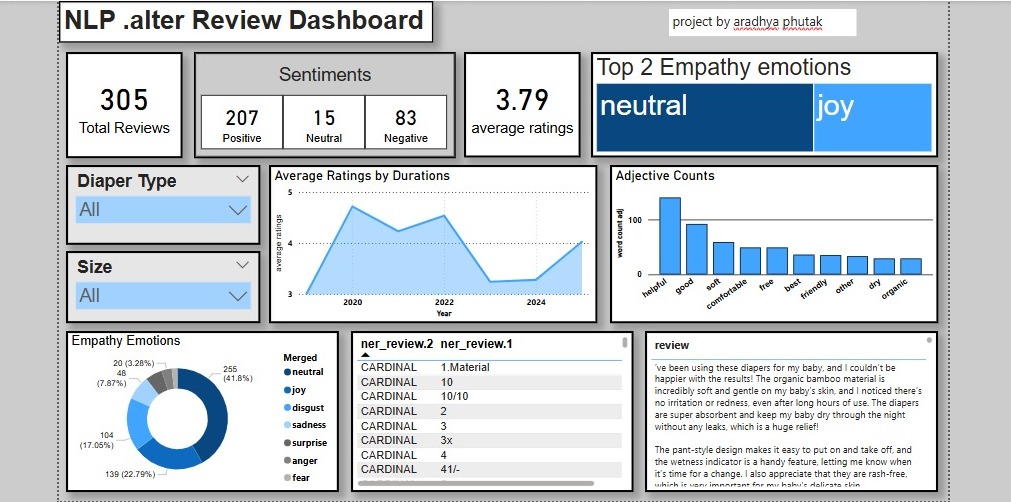 NLP .alter Review Dashboard
project by aradhya phutak
305
Total Reviews
Sentiments
207
Positive
15
Neutral
83
Negative
3.79
average ratings
Top 2 Empathy emotions
neutral
joy
Diaper Type
All
Size
All
Average Ratings by Durations
average ratings
5
4
3
2020
2022
2024
Year
Adjective Counts
word count adj
100
0
helpful
good
soft
comfortable
free
best
friendly
other
dry
organic
Empathy Emotions
20 (3.28%)
48
(7.87%)
104
(17.05%)
139 (22.79%)
255
(41.8%)
Merged
neutral
joy
disgust
sadness
surprise
anger
fear
ner_review.2 ner_review.1
CARDINAL 1.Material
CARDINAL 10
CARDINAL 10/10
CARDINAL 2
CARDINAL 3
CARDINAL 3x
CARDINAL 4
CARDINAL 41/-
review
've been using these diapers for my baby, and I couldn't be
happier with the results! The organic bamboo material is
incredibly soft and gentle on my baby's skin, and I noticed there's
no irritation or redness, even after long hours of use. The diapers
are super absorbent and keep my baby dry through the night
without any leaks, which is a huge relief!
The pant-style design makes it easy to put on and take off, and
the wetness indicator is a handy feature, letting me know when
it's time for a change. I also appreciate that they are rash-free,
which is very important for my baby's delicate skin